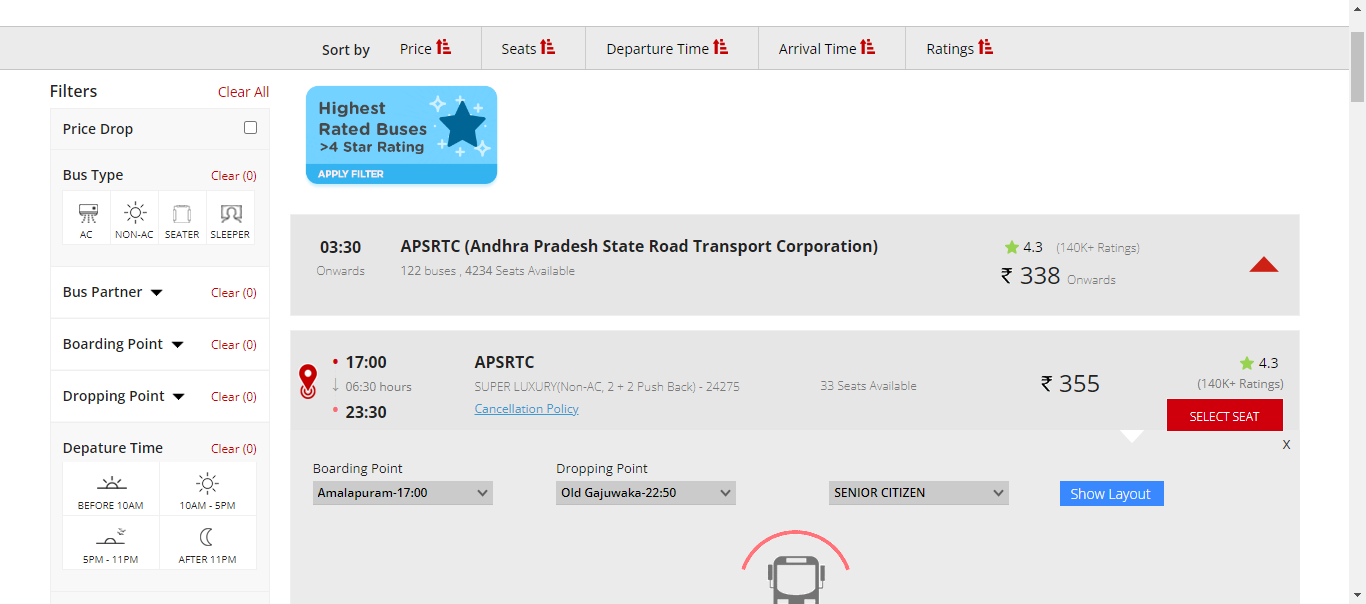 Sort by Price Seats Departure Time Arrival Time Ratings
Filters Clear All
Price Drop
Bus Type Clear (0)
AC NON-AC SEATER SLEEPER
Bus Partner Clear (0)
Boarding Point Clear (0)
Dropping Point Clear (0)
Depature Time Clear (0)
BEFORE 10AM 10AM - 5PM
5PM - 11PM AFTER 11PM
Highest
Rated Buses
>4 Star Rating
APPLY FILTER
03:30 APSRTC (Andhra Pradesh State Road Transport Corporation) 4.3 (140K+ Ratings)
Onwards 122 buses , 4234 Seats Available ₹ 338 Onwards
17:00 APSRTC 4.3
06:30 hours SUPER LUXURY(Non-AC, 2 + 2 Push Back) - 24275 33 Seats Available ₹ 355 (140K+ Ratings)
23:30 Cancellation Policy SELECT SEAT
X
Boarding Point Dropping Point
Amalapuram-17:00 Old Gajuwaka-22:50 SENIOR CITIZEN Show Layout